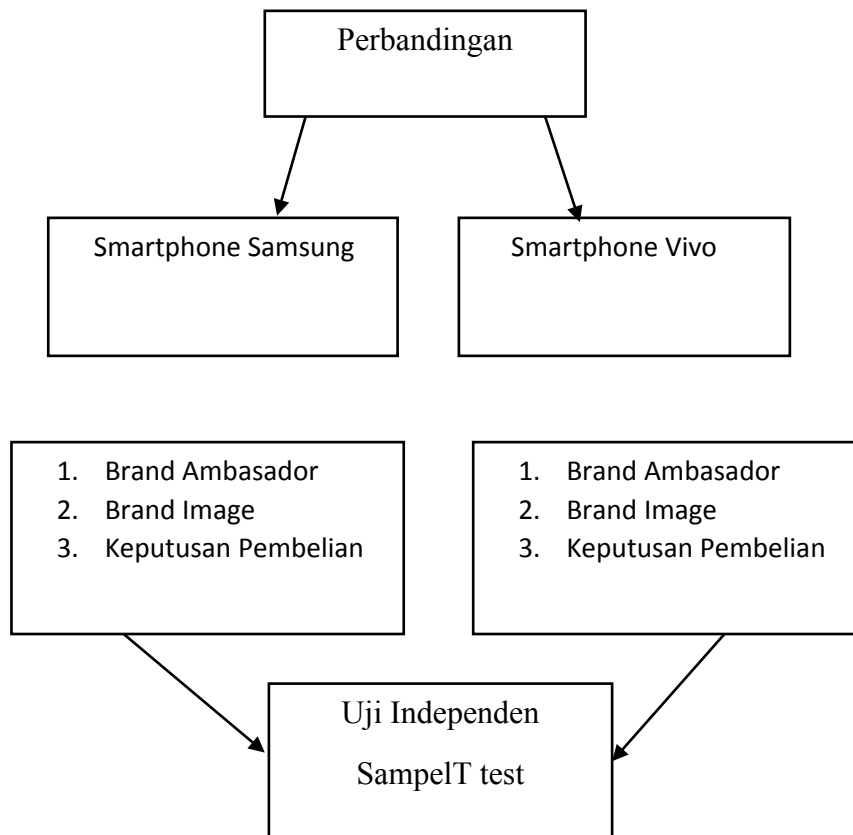 Perbandingan
Smartphone Samsung
Smartphone Vivo
1. Brand Ambasador
2. Brand Image
3. Keputusan Pembelian
1. Brand Ambasador
2. Brand Image
3. Keputusan Pembelian
Uji Independen
SampelT test